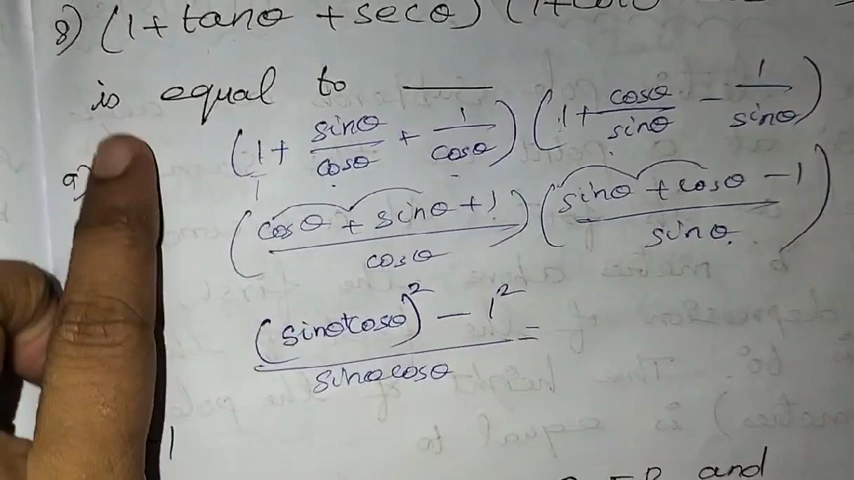 8) (1 + tanθ + secθ) (1 +
is equal to ____
(1 + sinθ/cosθ + 1/cosθ) (1 + cosθ/sinθ - 1/sinθ)
a)
(cosθ + sinθ + 1/cosθ) (sinθ + cosθ - 1/sinθ)
(sinθ+cosθ)² - 1²/sinθcosθ =
and